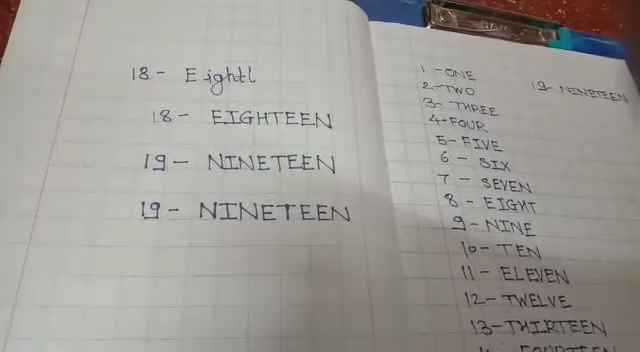 18- Eightl
18- EIGHTEEN
19- NINETEEN
19- NINETEEN
1 -ONE
2-TWO
3- THREE
4-FOUR
5- FIVE
6 - SIX
7 - SEVEN
8 - EIGHT
9- NINE
10- TEN
11- ELEVEN
12- TWELVE
13-THIRTEEN
FOURTEEN
19- NINETEEN